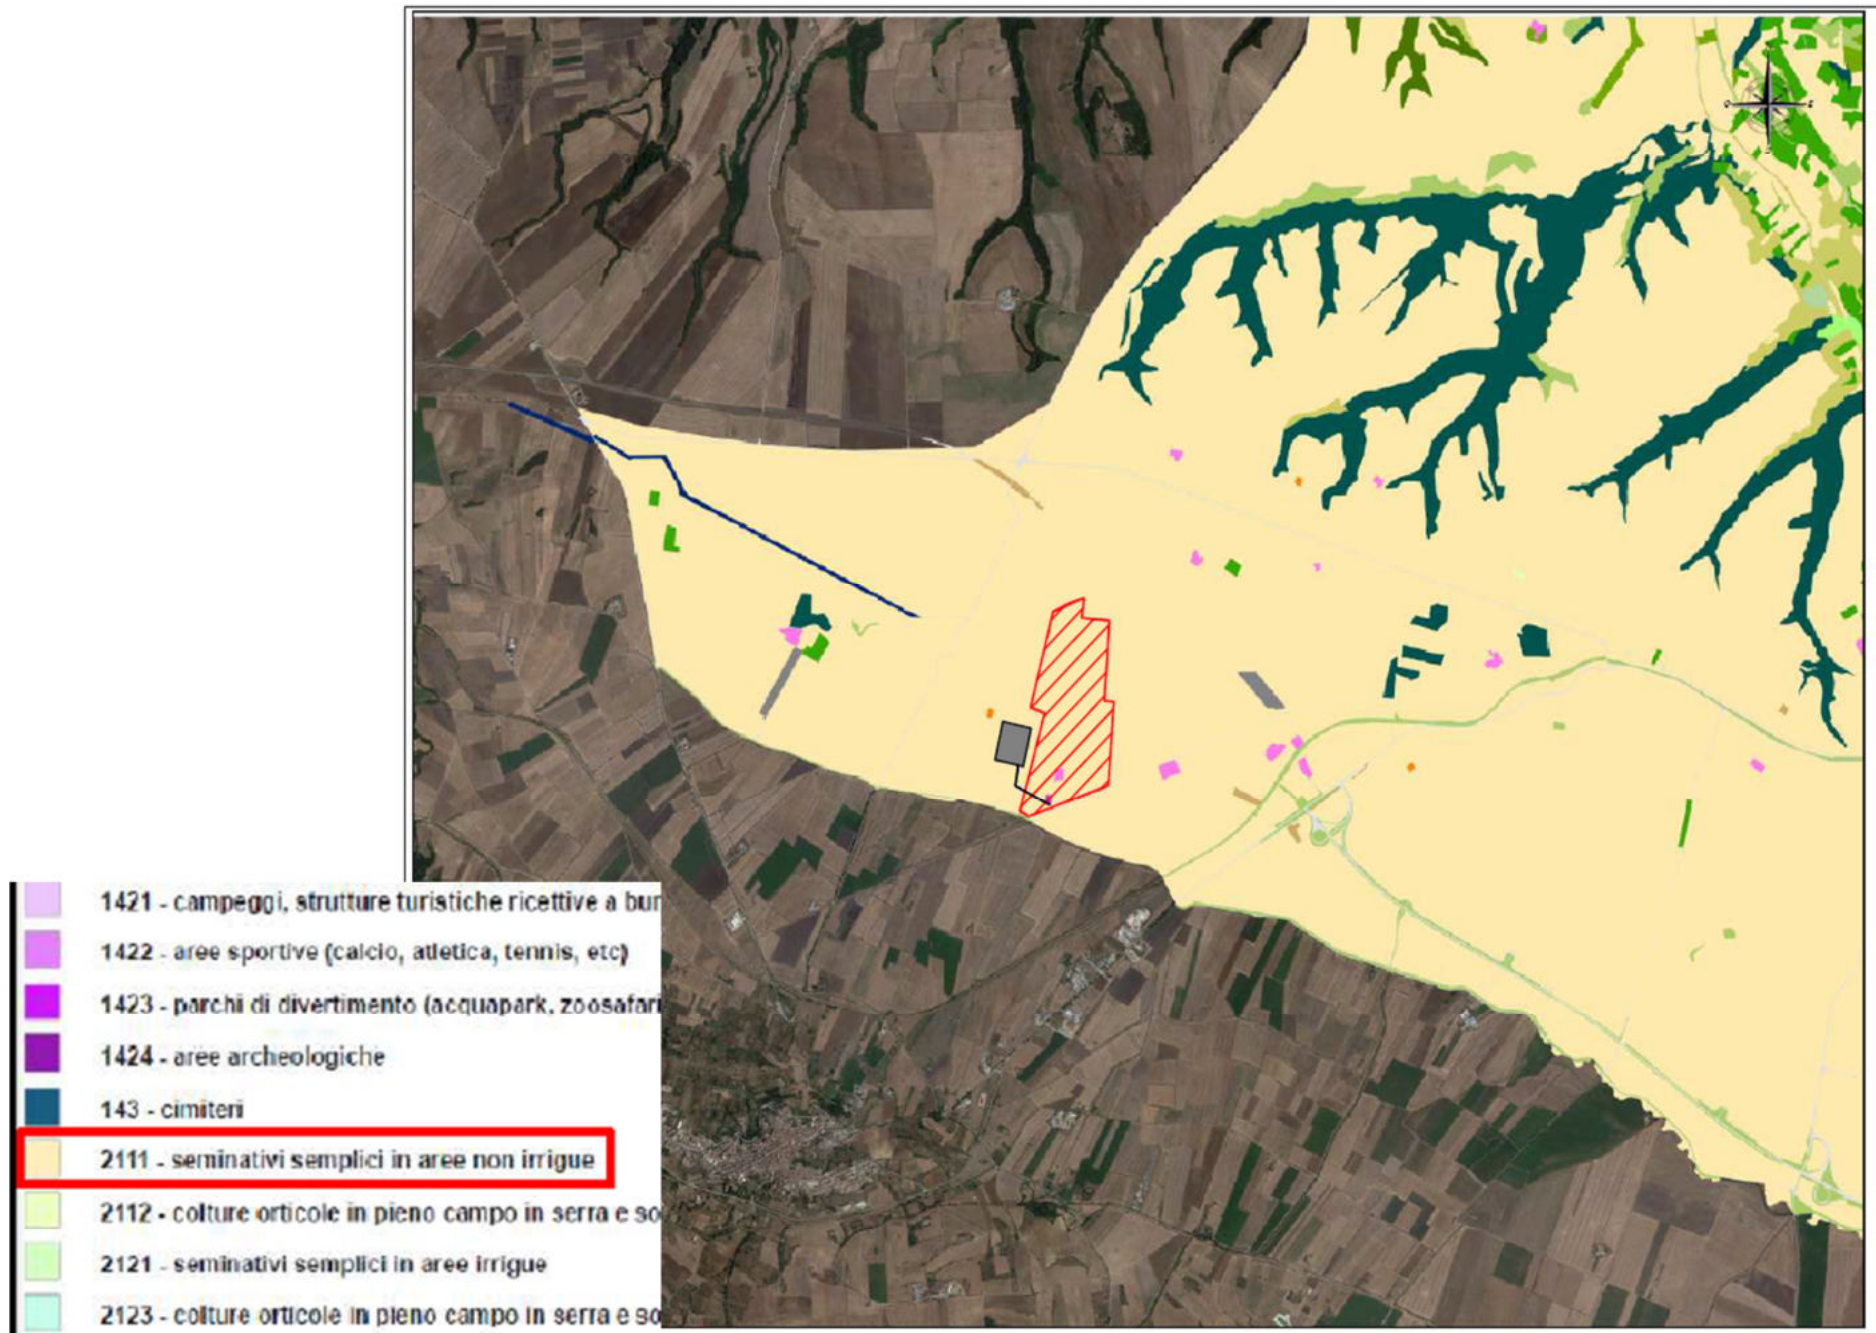 1421 - campeggi, strutture turistiche ricettive a bun
1422 - aree sportive (calcio, atletica, tennis, etc)
1423 - parchi di divertimento (acquapark, zoosafari
1424 - aree archeologiche
143 - cimiteri
2111 - seminativi semplici in aree non irrigue
2112 - colture orticole in pieno campo in serra e so
2121 - seminativi semplici in aree irrigue
2123 - colture orticole in pieno campo in serra e so